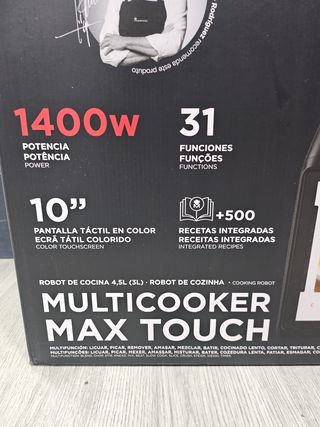 Rodríguez recomenda este produto
1400W
POTENCIA
POTÊNCIA
POWER
31
FUNCIONES
FUNÇÕES
FUNCTIONS
10”
PANTALLA TÁCTIL EN COLOR
ECRÃ TÁTIL COLORIDO
COLOR TOUCHSCREEN
+500
RECETAS INTEGRADAS
RECEITAS INTEGRADAS
INTEGRATED RECIPES
ROBOT DE COCINA 4,5L (3L) · ROBOT DE COZINHA · COOKING ROBOT
MULTICOOKER
MAX TOUCH
MULTIFUNCIÓN: LICUAR, PICAR, REMOVER, AMASAR, MEZCLAR, BATIR, COCINADO LENTO, CORTAR, TRITURAR,
MULTIFUNÇÕES: LICUAR, PICAR, MEXER, AMASSAR, MISTURAR, BATER, COZEDURA LENTA, FATIAR, ESMAGAR,